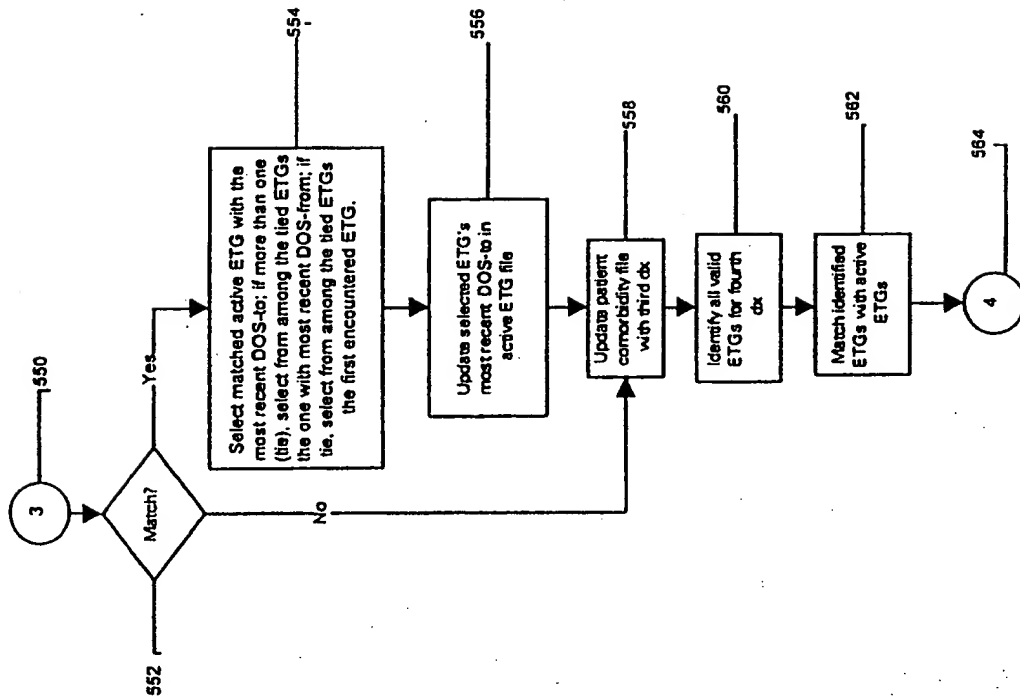 3
550
Match?
552
Yes
No
Select matched active ETG with the
most recent DOS-to; if more than one
(tie), select from among the tied ETGs
the one with most recent DOS-from; if
tie, select from among the tied ETGs
the first encountered ETG.
554
Update selected ETG's
most recent DOS-to in
active ETG file
556
Update patient
comorbidity file
with third dx
558
Identify all valid
ETGs for fourth
dx
560
Match identified
ETGs with active
ETGs
562
4
564